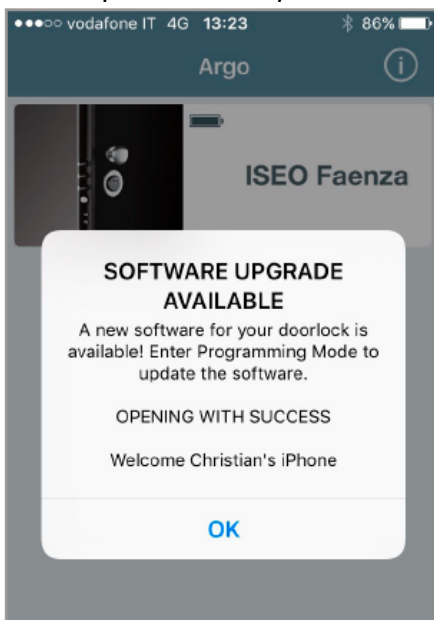 vodafone IT 4G 13:23 86%
Argo
ISEO Faenza
SOFTWARE UPGRADE
AVAILABLE
A new software for your doorlock is
available! Enter Programming Mode to
update the software.
OPENING WITH SUCCESS
Welcome Christian's iPhone
OK